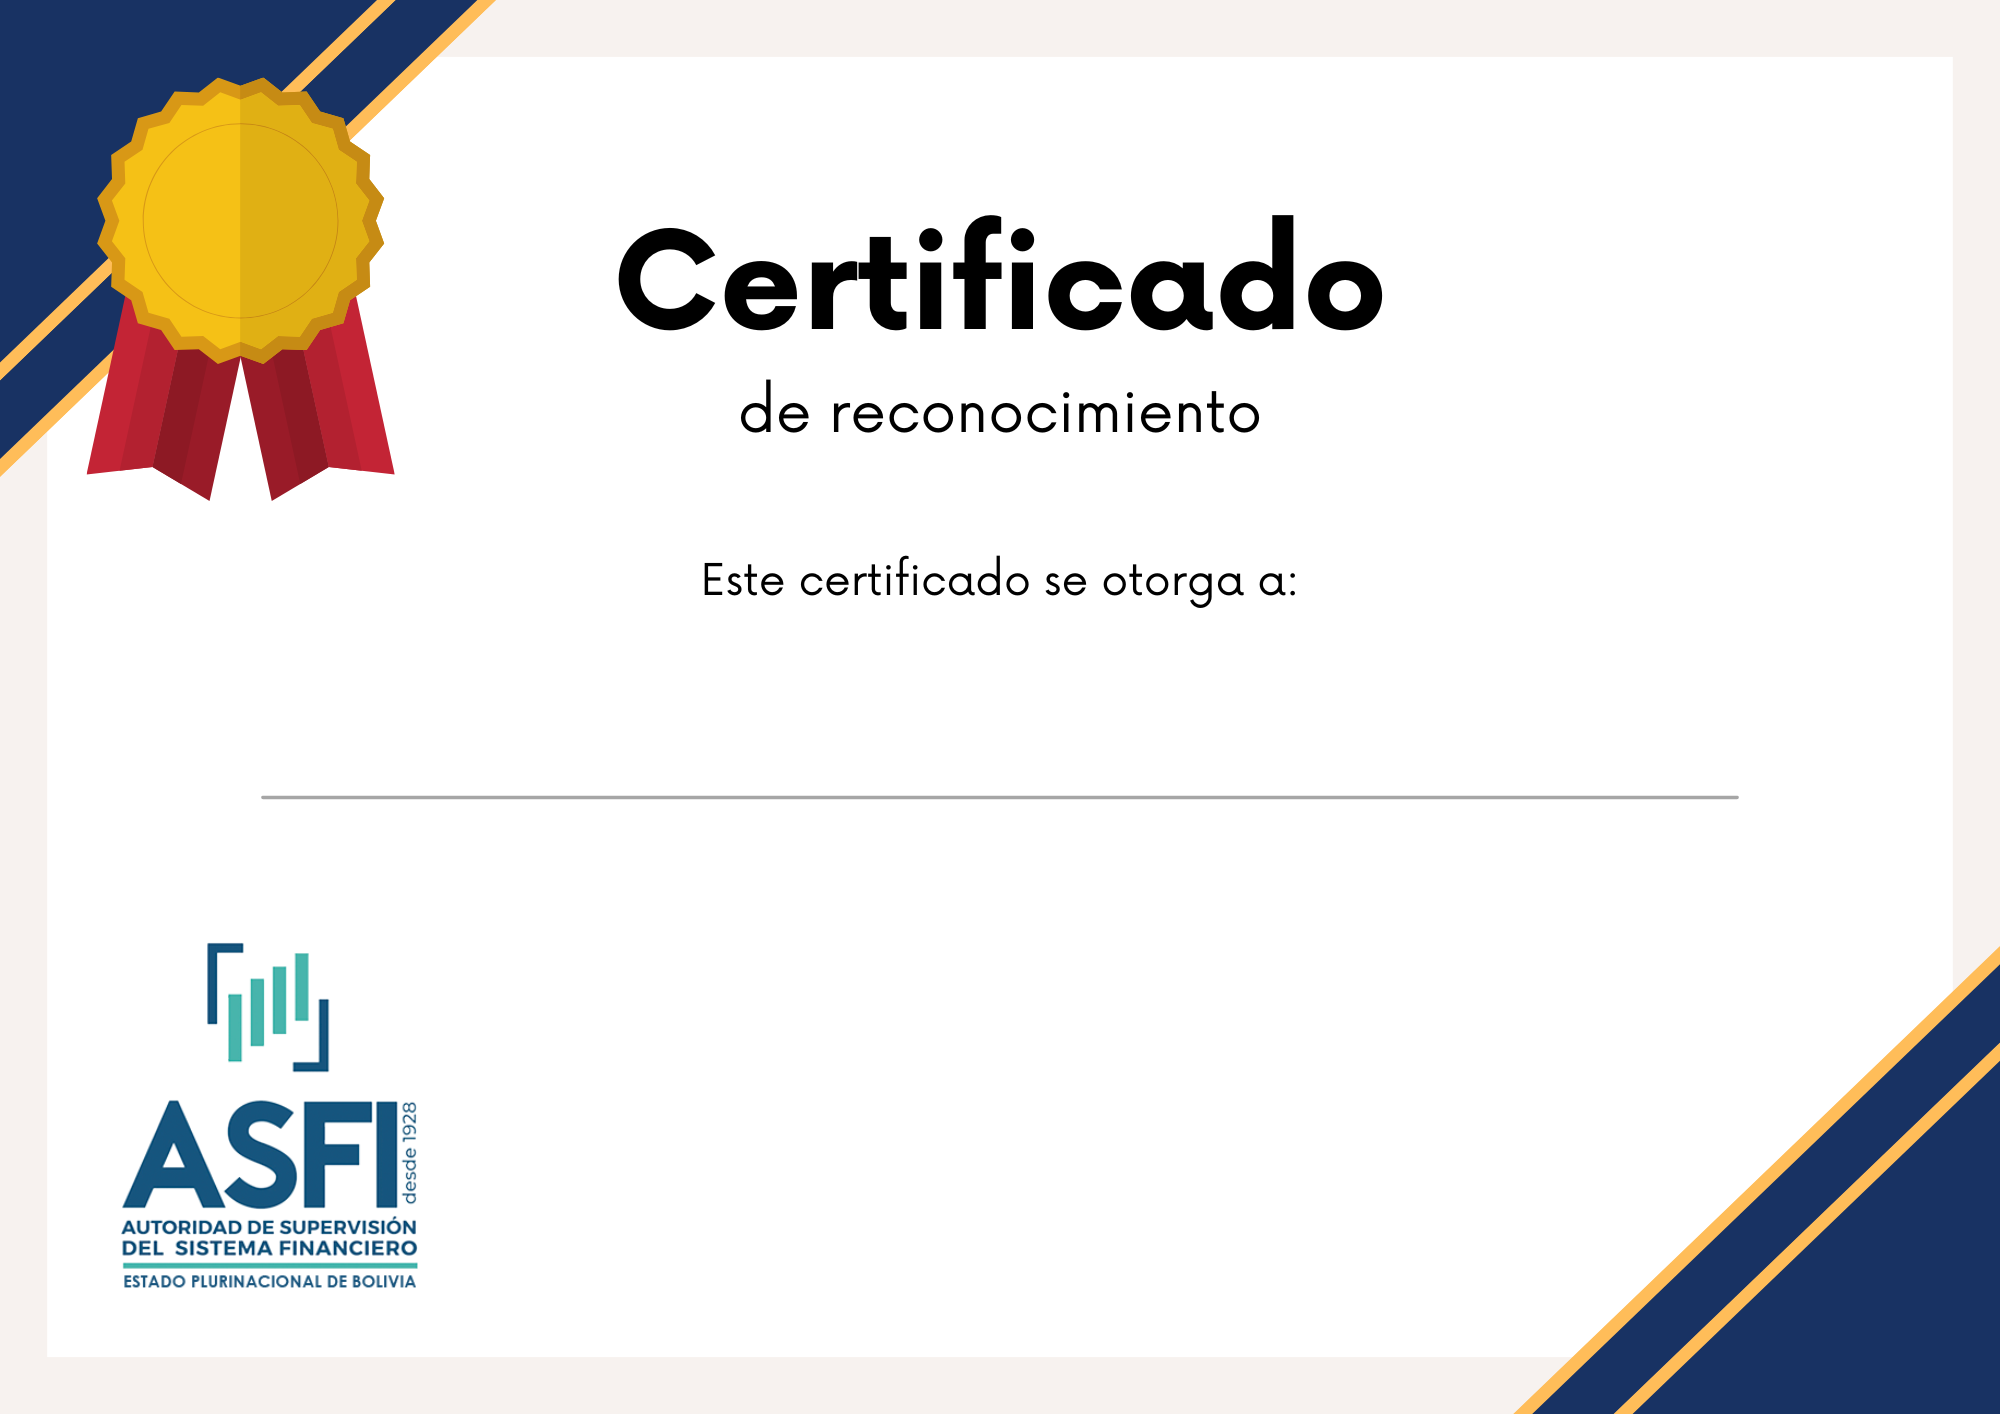 Certificado
de reconocimiento
Este certificado se otorga a:
ASFI
desde 1928
AUTORIDAD DE SUPERVISIÓN
DEL SISTEMA FINANCIERO
ESTADO PLURINACIONAL DE BOLIVIA